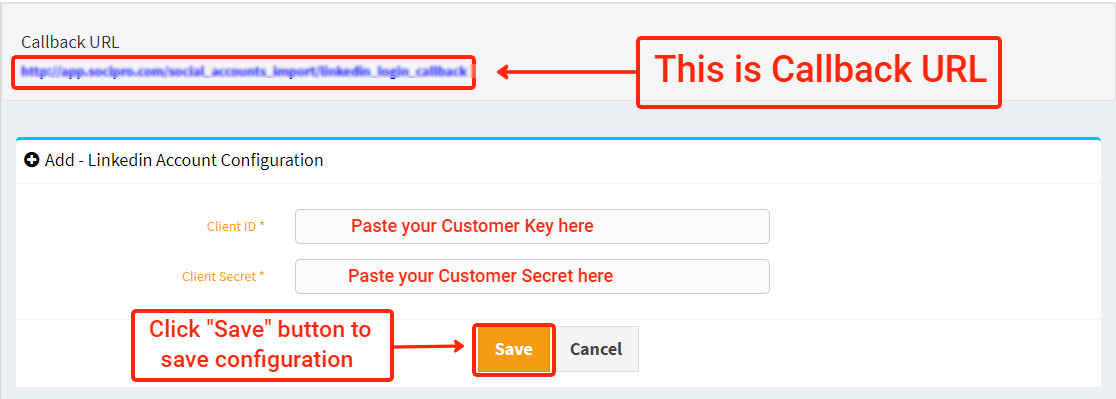 Callback URL
http://app.socipro.com/social_accounts_import/linkedin_login_callback
This is Callback URL
Add - Linkedin Account Configuration
Client ID *
Paste your Customer Key here
Client Secret *
Paste your Customer Secret here
Click "Save" button to
save configuration
Save
Cancel